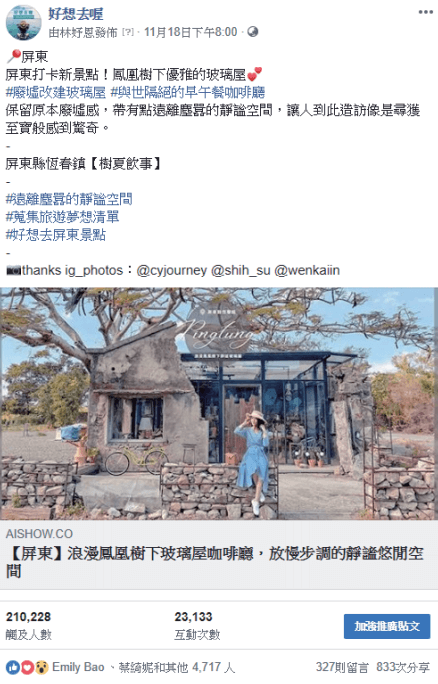 好想去喔
由林好恩發佈 [?]· 11月18日下午8:00 ·
📍屏東
屏東打卡新景點！鳳凰樹下優雅的玻璃屋💕
#廢墟改建玻璃屋 #與世隔絕的早午餐咖啡廳
保留原本廢墟感，帶有點遠離塵囂的靜謐空間，讓人到此造訪像是尋獲
至寶般感到驚奇。
-
屏東縣恆春鎮【樹夏飲事】
-
#遠離塵囂的靜謐空間
#蒐集旅遊夢想清單
#好想去屏東景點
-
📷thanks ig_photos：@cyjourney @shih_su @wenkaiin
Pingtung
AISHOW.CO
【屏東】浪漫鳳凰樹下玻璃屋咖啡廳，放慢步調的靜謐悠閒空
間
210,228
觸及人數
23,133
互動次數
加強推廣貼文
Emily Bao、蔡綺妮和其他 4,717 人
327則留言 833次分享